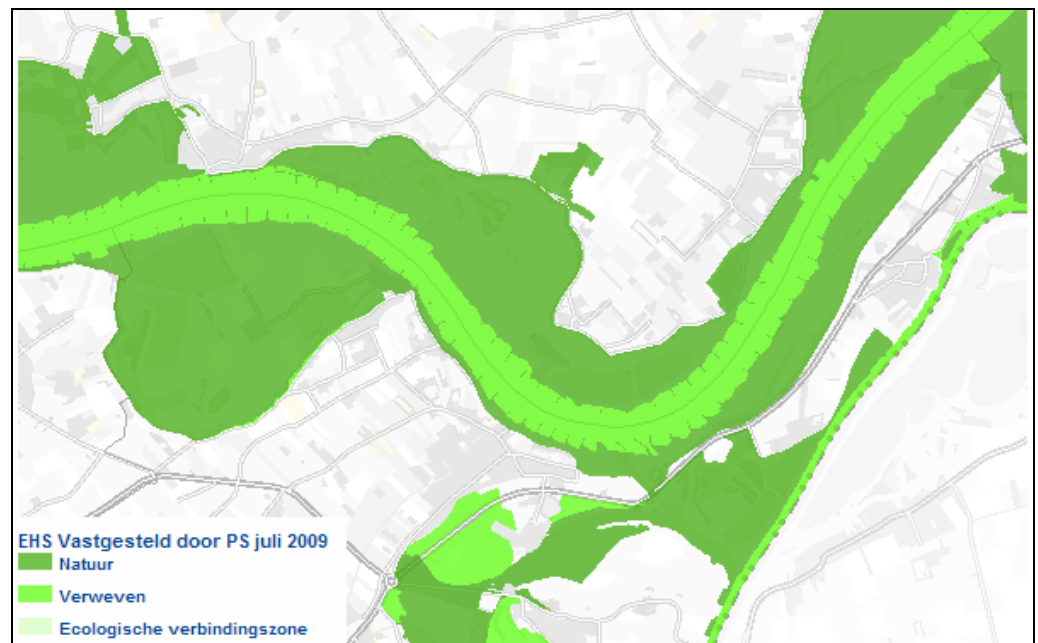 EHS Vastgesteld door PS juli 2009
Natuur
Verweven
Ecologische verbindingszone